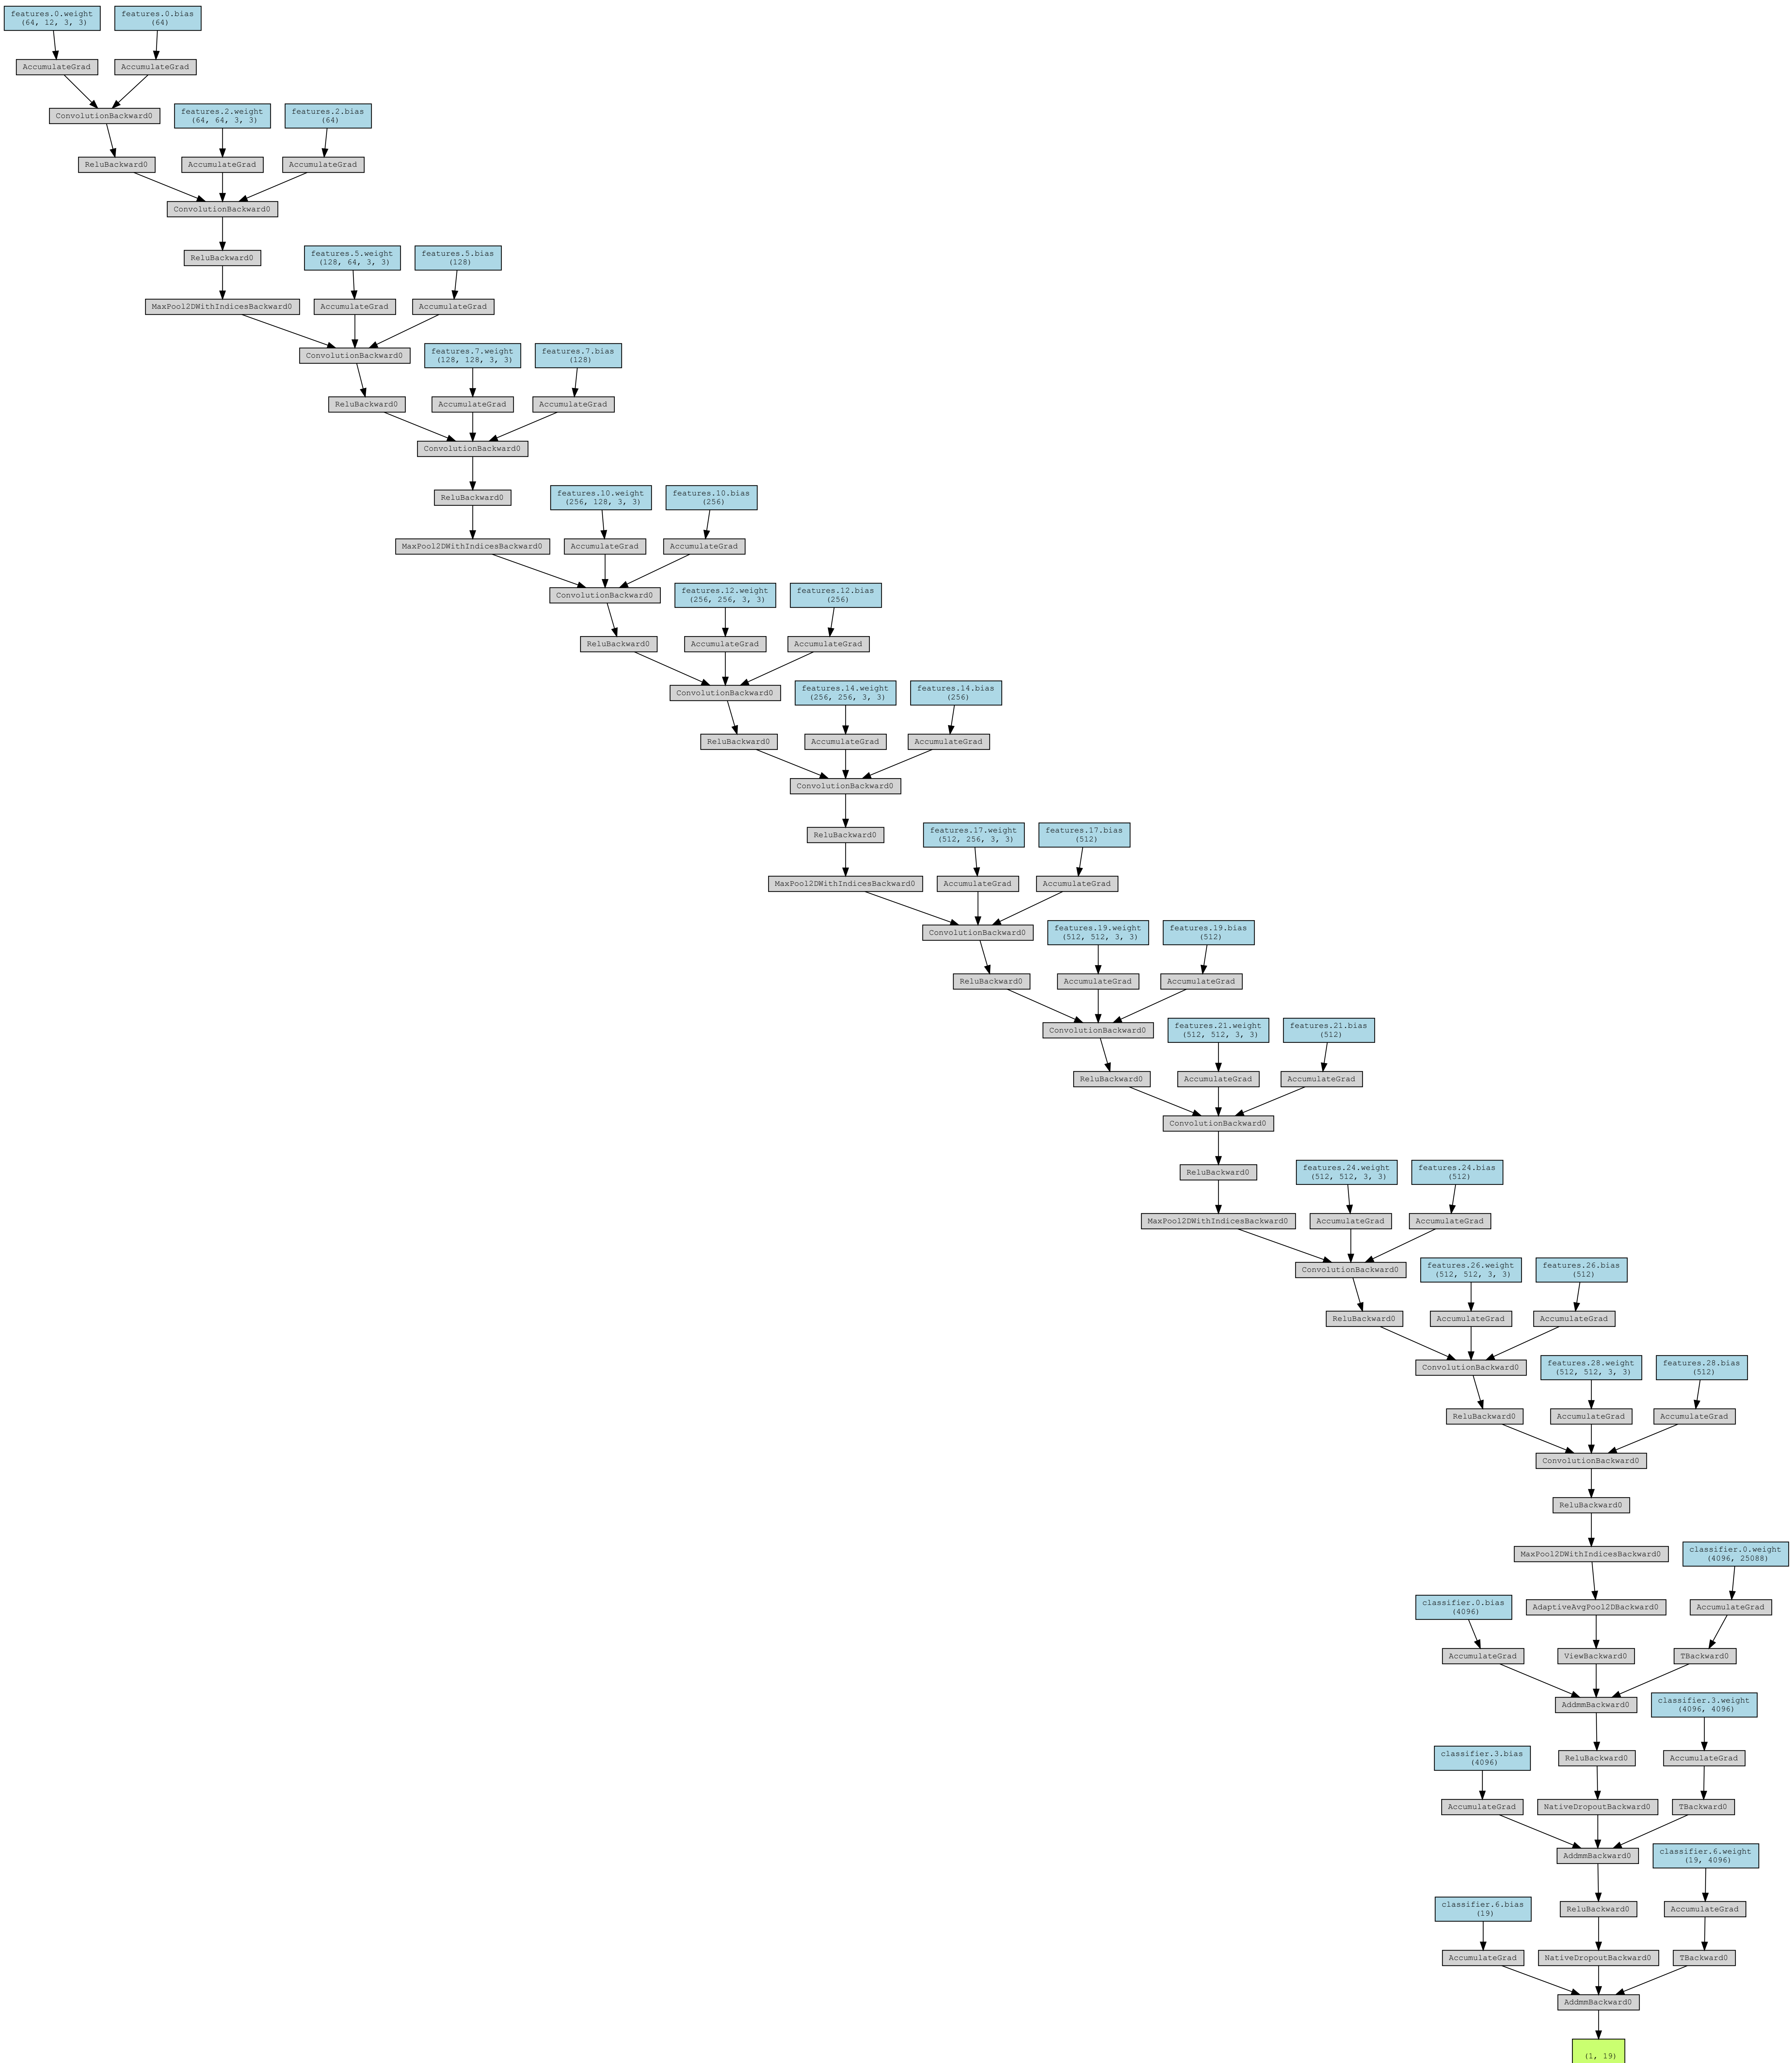 features.0.weight
(64, 12, 3, 3)
features.0.bias
(64)
AccumulateGrad
AccumulateGrad
ConvolutionBackward0
features.2.weight
(64, 64, 3, 3)
features.2.bias
(64)
ReluBackward0
AccumulateGrad
AccumulateGrad
ConvolutionBackward0
ReluBackward0
features.5.weight
(128, 64, 3, 3)
features.5.bias
(128)
MaxPool2DWithIndicesBackward0
AccumulateGrad
AccumulateGrad
ConvolutionBackward0
features.7.weight
(128, 128, 3, 3)
features.7.bias
(128)
ReluBackward0
AccumulateGrad
AccumulateGrad
ConvolutionBackward0
ReluBackward0
features.10.weight
(256, 128, 3, 3)
features.10.bias
(256)
MaxPool2DWithIndicesBackward0
AccumulateGrad
AccumulateGrad
ConvolutionBackward0
features.12.weight
(256, 256, 3, 3)
features.12.bias
(256)
ReluBackward0
AccumulateGrad
AccumulateGrad
ConvolutionBackward0
features.14.weight
(256, 256, 3, 3)
features.14.bias
(256)
ReluBackward0
AccumulateGrad
AccumulateGrad
ConvolutionBackward0
ReluBackward0
features.17.weight
(512, 256, 3, 3)
features.17.bias
(512)
MaxPool2DWithIndicesBackward0
AccumulateGrad
AccumulateGrad
ConvolutionBackward0
features.19.weight
(512, 512, 3, 3)
features.19.bias
(512)
ReluBackward0
AccumulateGrad
AccumulateGrad
ConvolutionBackward0
features.21.weight
(512, 512, 3, 3)
features.21.bias
(512)
ReluBackward0
AccumulateGrad
AccumulateGrad
ConvolutionBackward0
ReluBackward0
features.24.weight
(512, 512, 3, 3)
features.24.bias
(512)
MaxPool2DWithIndicesBackward0
AccumulateGrad
AccumulateGrad
ConvolutionBackward0
features.26.weight
(512, 512, 3, 3)
features.26.bias
(512)
ReluBackward0
AccumulateGrad
AccumulateGrad
ConvolutionBackward0
features.28.weight
(512, 512, 3, 3)
features.28.bias
(512)
ReluBackward0
AccumulateGrad
AccumulateGrad
ConvolutionBackward0
ReluBackward0
MaxPool2DWithIndicesBackward0
classifier.0.weight
(4096, 25088)
classifier.0.bias
(4096)
AdaptiveAvgPool2DBackward0
AccumulateGrad
AccumulateGrad
ViewBackward0
TBackward0
AddmmBackward0
classifier.3.weight
(4096, 4096)
classifier.3.bias
(4096)
ReluBackward0
AccumulateGrad
AccumulateGrad
NativeDropoutBackward0
TBackward0
AddmmBackward0
classifier.6.weight
(19, 4096)
classifier.6.bias
(19)
ReluBackward0
AccumulateGrad
AccumulateGrad
NativeDropoutBackward0
TBackward0
AddmmBackward0
(1, 19)